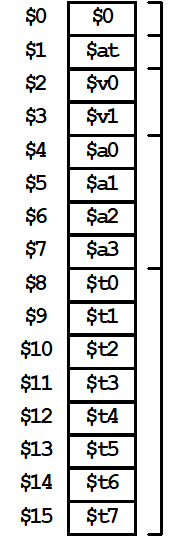 $0 $0
$1 $at
$2 $v0
$3 $v1
$4 $a0
$5 $a1
$6 $a2
$7 $a3
$8 $t0
$9 $t1
$10 $t2
$11 $t3
$12 $t4
$13 $t5
$14 $t6
$15 $t7